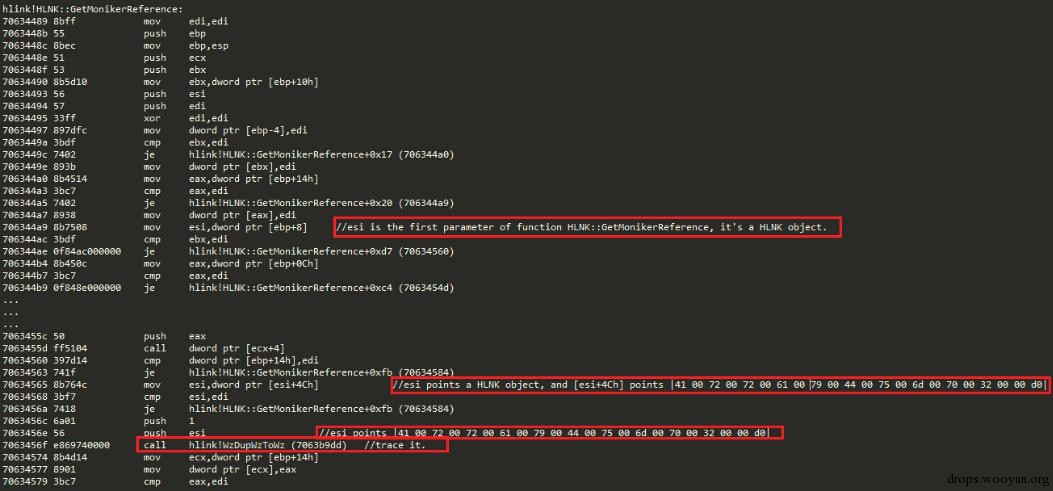 hlink!HLNK::GetMonikerReference:
70634489 8bff mov edi,edi
7063448b 55 push ebp
7063448c 8bec mov ebp,esp
7063448e 51 push ecx
7063448f 53 push ebx
70634490 8b5d10 mov ebx,dword ptr [ebp+10h]
70634493 56 push esi
70634494 57 push edi
70634495 33ff xor edi,edi
70634497 897dfc mov dword ptr [ebp-4],edi
7063449a 3bdf cmp ebx,edi
7063449c 7402 je hlink!HLNK::GetMonikerReference+0x17 (706344a0)
7063449e 893b mov dword ptr [ebx],edi
706344a0 8b4514 mov eax,dword ptr [ebp+14h]
706344a3 3bc7 cmp eax,edi
706344a5 7402 je hlink!HLNK::GetMonikerReference+0x20 (706344a9)
706344a7 8938 mov dword ptr [eax],edi
706344a9 8b7508 mov esi,dword ptr [ebp+8] //esi is the first parameter of function HLNK::GetMonikerReference, it's a HLNK object.
706344ac 3bdf cmp ebx,edi
706344ae 0f84ac000000 je hlink!HLNK::GetMonikerReference+0xd7 (70634560)
706344b4 8b450c mov eax,dword ptr [ebp+0Ch]
706344b7 3bc7 cmp eax,edi
706344b9 0f848e000000 je hlink!HLNK::GetMonikerReference+0xc4 (7063454d)
...
...
...
7063455c 50 push eax
7063455d ff5104 call dword ptr [ecx+4]
70634560 397d14 cmp dword ptr [ebp+14h],edi
70634563 741f je hlink!HLNK::GetMonikerReference+0xfb (70634584)
70634565 8b764c mov esi,dword ptr [esi+4Ch] //esi points a HLNK object, and [esi+4Ch] points |41 00 72 00 72 00 61 00|79 00 44 00 75 00 6d 00 70 00 32 00 00 d0|
70634568 3bf7 cmp esi,edi
7063456a 7418 je hlink!HLNK::GetMonikerReference+0xfb (70634584)
7063456c 6a01 push 1
7063456e 56 push esi //esi points |41 00 72 00 72 00 61 00 79 00 44 00 75 00 6d 00 70 00 32 00 00 d0|
7063456f e869740000 call hlink!WzDupWzToWz (7063b9dd) //trace it.
70634574 8b4d14 mov ecx,dword ptr [ebp+14h]
70634577 8901 mov dword ptr [ecx],eax
70634579 3bc7 cmp eax,edi
drops.wooyun.org